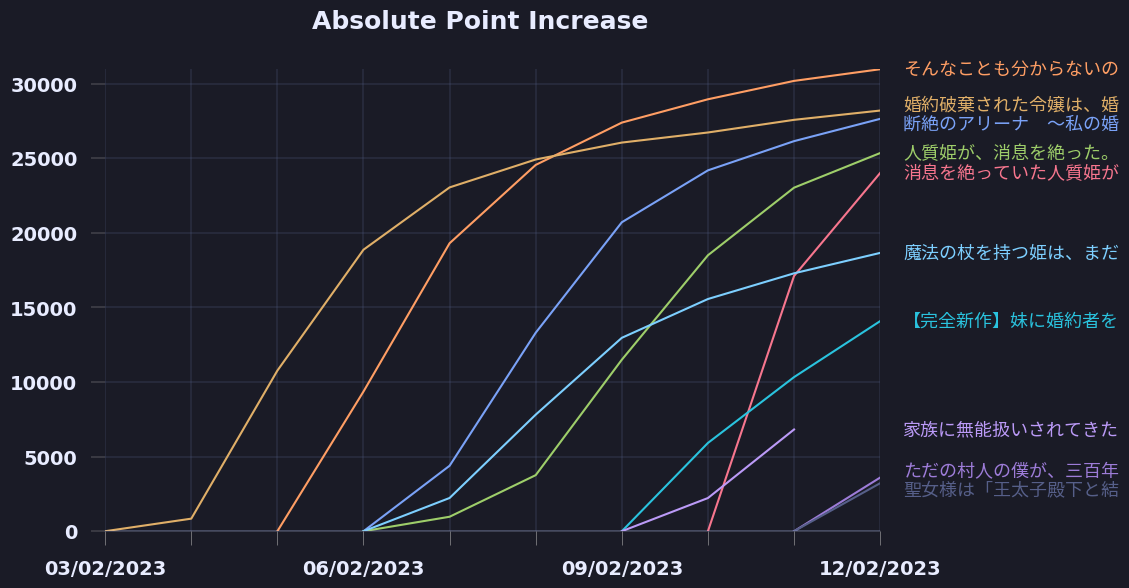 Absolute Point Increase
30000
25000
20000
15000
10000
5000
0
03/02/2023
06/02/2023
09/02/2023
12/02/2023
そんなことも分からないの
婚約破棄された令嬢は、婚
断絶のアリーナ　～私の婚
人質姫が、消息を絶った。
消息を絶っていた人質姫が
魔法の杖を持つ姫は、まだ
【完全新作】妹に婚約者を
家族に無能扱いされてきた
ただの村人の僕が、三百年
聖女様は「王太子殿下と結